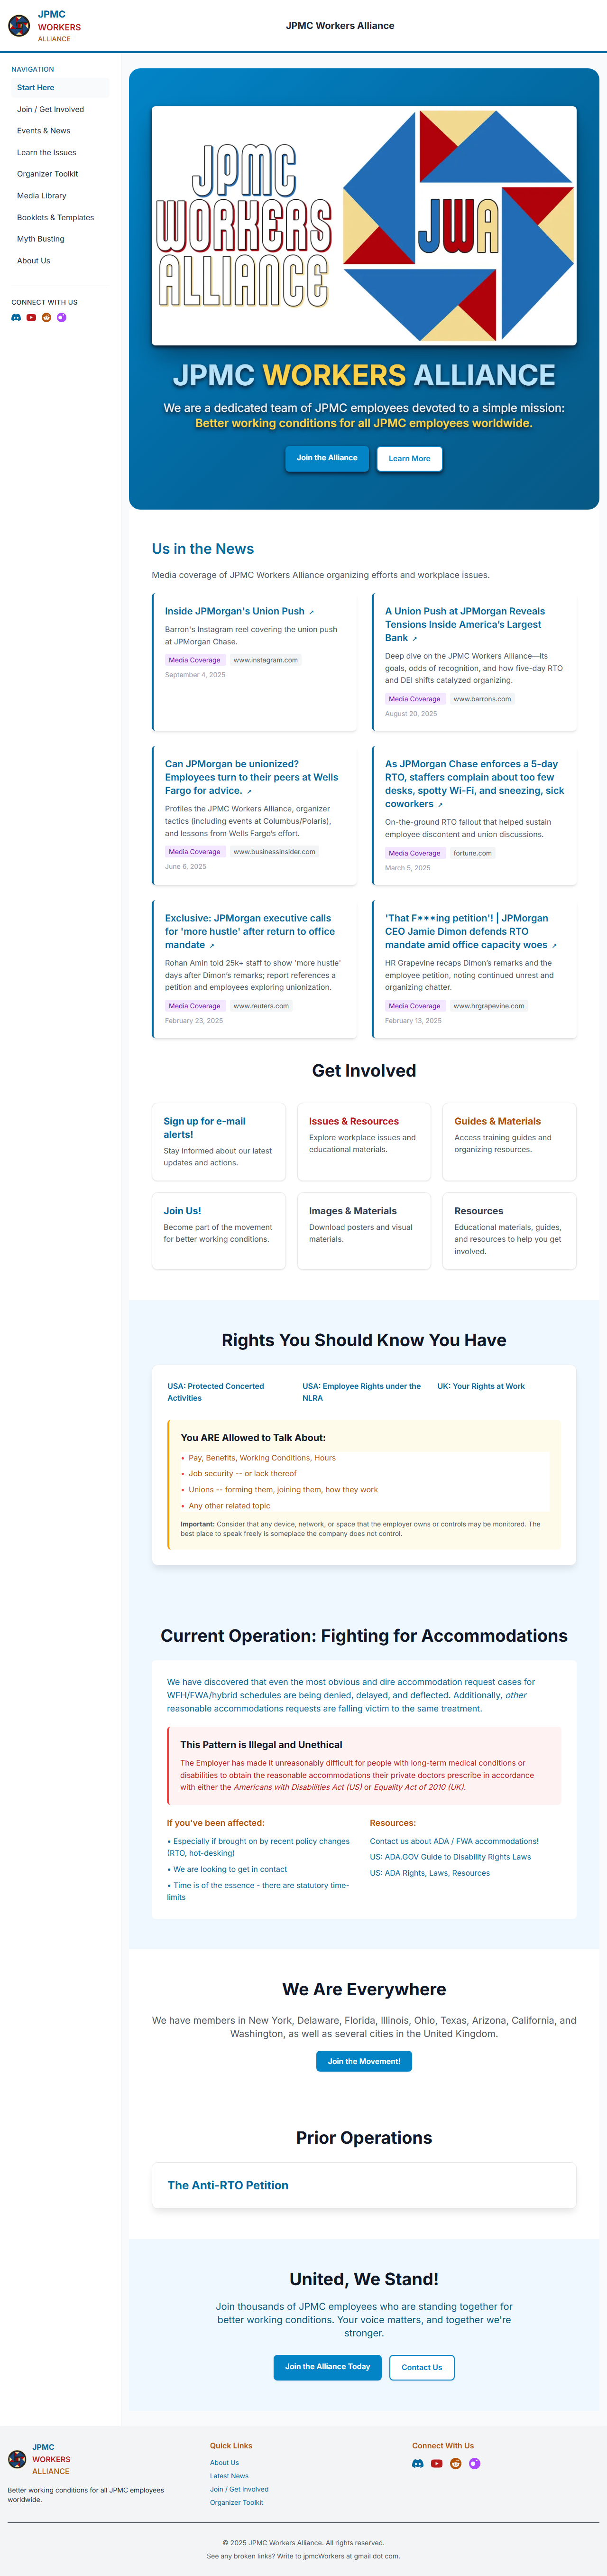 JPMC
WORKERS
ALLIANCE
JPMC Workers Alliance
NAVIGATION
Start Here
Join / Get Involved
Events & News
Learn the Issues
Organizer Toolkit
Media Library
Booklets & Templates
Myth Busting
About Us
CONNECT WITH US
JPMC
WORKERS
ALLIANCE
JWA
JPMC WORKERS ALLIANCE
We are a dedicated team of JPMC employees devoted to a simple mission:
Better working conditions for all JPMC employees worldwide.
Join the Alliance
Learn More
Us in the News
Media coverage of JPMC Workers Alliance organizing efforts and workplace issues.
Inside JPMorgan's Union Push ↗
Barron's Instagram reel covering the union push
at JPMorgan Chase.
Media Coverage www.instagram.com
September 4, 2025
A Union Push at JPMorgan Reveals
Tensions Inside America's Largest
Bank ↗
Deep dive on the JPMC Workers Alliance—its
goals, odds of recognition, and how five-day RTO
and DEI shifts catalyzed organizing.
Media Coverage www.barrons.com
August 20, 2025
Can JPMorgan be unionized?
Employees turn to their peers at Wells
Fargo for advice. ↗
Profiles the JPMC Workers Alliance, organizer
tactics (including events at Columbus/Polaris),
and lessons from Wells Fargo's effort.
Media Coverage www.businessinsider.com
June 6, 2025
As JPMorgan Chase enforces a 5-day
RTO, staffers complain about too few
desks, spotty Wi-Fi, and sneezing, sick
coworkers ↗
On-the-ground RTO fallout that helped sustain
employee discontent and union discussions.
Media Coverage fortune.com
March 5, 2025
Exclusive: JPMorgan executive calls
for 'more hustle' after return to office
mandate ↗
Rohan Amin told 25k+ staff to show 'more hustle'
days after Dimon's remarks; report references a
petition and employees exploring unionization.
Media Coverage www.reuters.com
February 23, 2025
'That F***ing petition'! | JPMorgan
CEO Jamie Dimon defends RTO
mandate amid office capacity woes ↗
HR Grapevine recaps Dimon's remarks and the
employee petition, noting continued unrest and
organizing chatter.
Media Coverage www.hrgrapevine.com
February 13, 2025
Get Involved
Sign up for e-mail
alerts!
Stay informed about our latest
updates and actions.
Issues & Resources
Explore workplace issues and
educational materials.
Guides & Materials
Access training guides and
organizing resources.
Join Us!
Become part of the movement
for better working conditions.
Images & Materials
Download posters and visual
materials.
Resources
Educational materials, guides,
and resources to help you get
involved.
Rights You Should Know You Have
USA: Protected Concerted
Activities
USA: Employee Rights under the
NLRA
UK: Your Rights at Work
You ARE Allowed to Talk About:
• Pay, Benefits, Working Conditions, Hours
• Job security -- or lack thereof
• Unions -- forming them, joining them, how they work
• Any other related topic
Important: Consider that any device, network, or space that the employer owns or controls may be monitored. The
best place to speak freely is someplace the company does not control.
Current Operation: Fighting for Accommodations
We have discovered that even the most obvious and dire accommodation request cases for
WFH/FWA/hybrid schedules are being denied, delayed, and deflected. Additionally, other
reasonable accommodations requests are falling victim to the same treatment.
This Pattern is Illegal and Unethical
The Employer has made it unreasonably difficult for people with long-term medical conditions or
disabilities to obtain the reasonable accommodations their private doctors prescribe in accordance
with either the Americans with Disabilities Act (US) or Equality Act of 2010 (UK).
If you've been affected:
• Especially if brought on by recent policy changes
(RTO, hot-desking)
• We are looking to get in contact
• Time is of the essence - there are statutory time-
limits
Resources:
Contact us about ADA / FWA accommodations!
US: ADA.GOV Guide to Disability Rights Laws
US: ADA Rights, Laws, Resources
We Are Everywhere
We have members in New York, Delaware, Florida, Illinois, Ohio, Texas, Arizona, California, and
Washington, as well as several cities in the United Kingdom.
Join the Movement!
Prior Operations
The Anti-RTO Petition
United, We Stand!
Join thousands of JPMC employees who are standing together for
better working conditions. Your voice matters, and together we're
stronger.
Join the Alliance Today
Contact Us
JPMC
WORKERS
ALLIANCE
Better working conditions for all JPMC employees
worldwide.
Quick Links
About Us
Latest News
Join / Get Involved
Organizer Toolkit
Connect With Us
© 2025 JPMC Workers Alliance. All rights reserved.
See any broken links? Write to jpmcWorkers at gmail dot com.